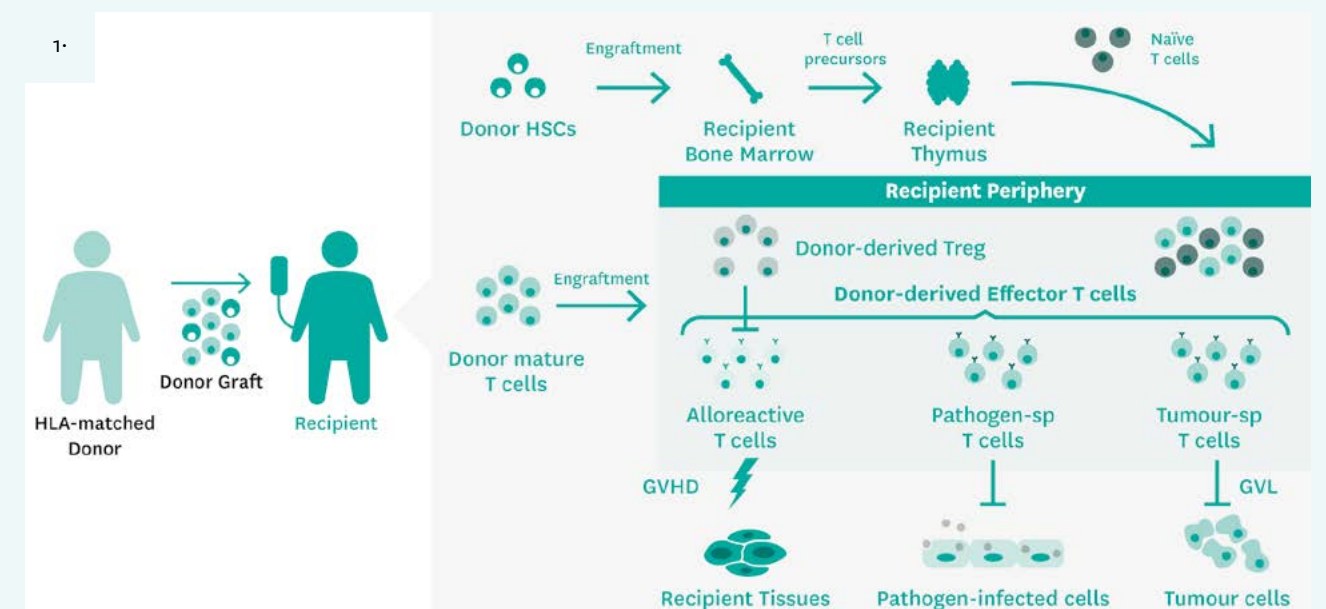 1.
Donor HSCs
Engraftment
Recipient
Bone Marrow
T cell
precursors
Recipient
Thymus
Naïve
T cells
Recipient Periphery
HLA-matched
Donor
Donor Graft
Recipient
Donor mature
T cells
Engraftment
Donor-derived Treg
Donor-derived Effector T cells
Alloreactive
T cells
Pathogen-sp
T cells
Tumour-sp
T cells
GVHD
GVL
Recipient Tissues
Pathogen-infected cells
Tumour cells